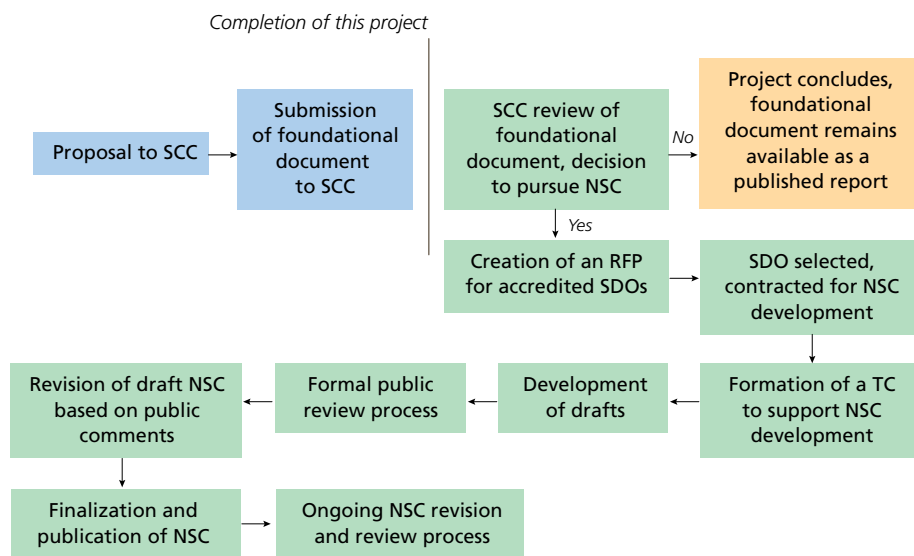 Completion of this project
Proposal to SCC
Submission
of foundational
document
to SCC
SCC review of
foundational
document, decision
to pursue NSC
No
Project concludes,
foundational
document remains
available as a
published report
Yes
Creation of an RFP
for accredited SDOs
SDO selected,
contracted for NSC
development
Formation of a TC
to support NSC
development
Development
of drafts
Formal public
review process
Revision of draft NSC
based on public
comments
Finalization and
publication of NSC
Ongoing NSC revision
and review process